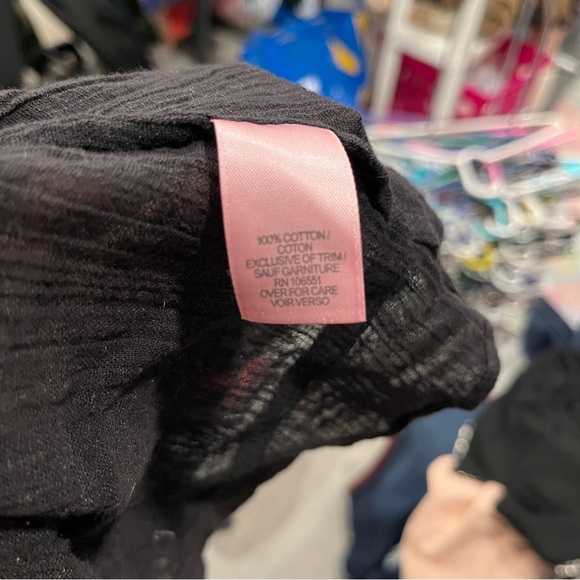 100% COTTON/
COTON
EXCLUSIVE OF TRIM/
SAUF GARNITURE
RN 106551
OVER FOR CARE
VOIR VERSO